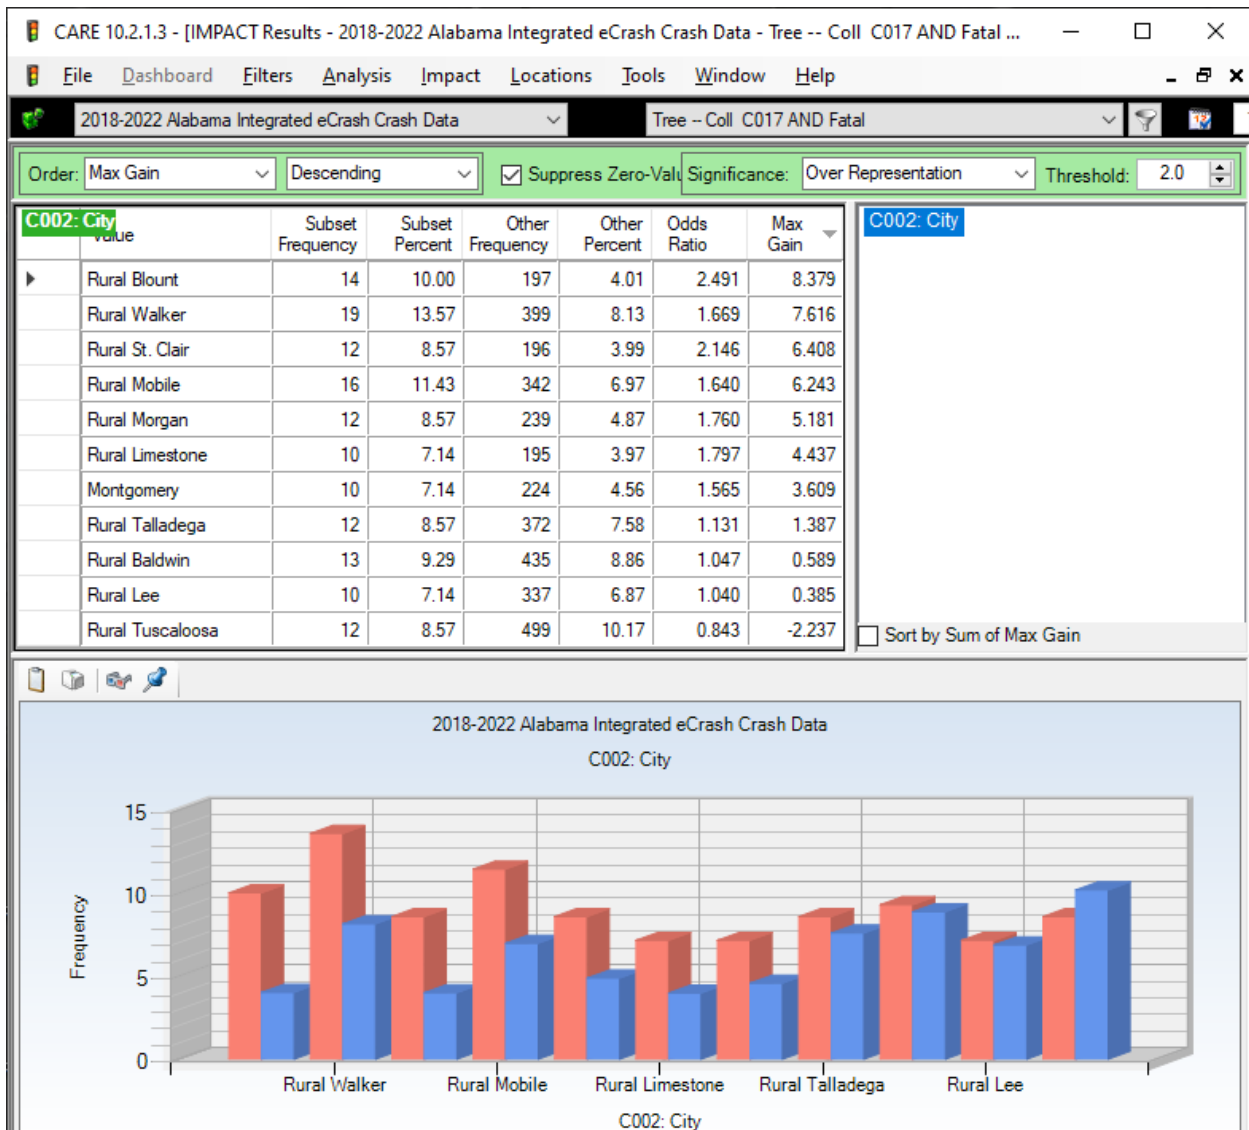 CARE 10.2.1.3 - [IMPACT Results - 2018-2022 Alabama Integrated eCrash Crash Data - Tree -- Coll C017 AND Fatal ...
File Dashboard Filters Analysis Impact Locations Tools Window Help
2018-2022 Alabama Integrated eCrash Crash Data Tree -- Coll C017 AND Fatal
Order: Max Gain Descending Suppress Zero-Valu Significance: Over Representation Threshold: 2.0
C002: City Value Subset Frequency Subset Percent Other Frequency Other Percent Odds Ratio Max Gain C002: City
Rural Blount 14 10.00 197 4.01 2.491 8.379
Rural Walker 19 13.57 399 8.13 1.669 7.616
Rural St. Clair 12 8.57 196 3.99 2.146 6.408
Rural Mobile 16 11.43 342 6.97 1.640 6.243
Rural Morgan 12 8.57 239 4.87 1.760 5.181
Rural Limestone 10 7.14 195 3.97 1.797 4.437
Montgomery 10 7.14 224 4.56 1.565 3.609
Rural Talladega 12 8.57 372 7.58 1.131 1.387
Rural Baldwin 13 9.29 435 8.86 1.047 0.589
Rural Lee 10 7.14 337 6.87 1.040 0.385
Rural Tuscaloosa 12 8.57 499 10.17 0.843 -2.237
Sort by Sum of Max Gain
2018-2022 Alabama Integrated eCrash Crash Data
C002: City
15
10
5
0
Frequency
Rural Walker Rural Mobile Rural Limestone Rural Talladega Rural Lee
C002: City